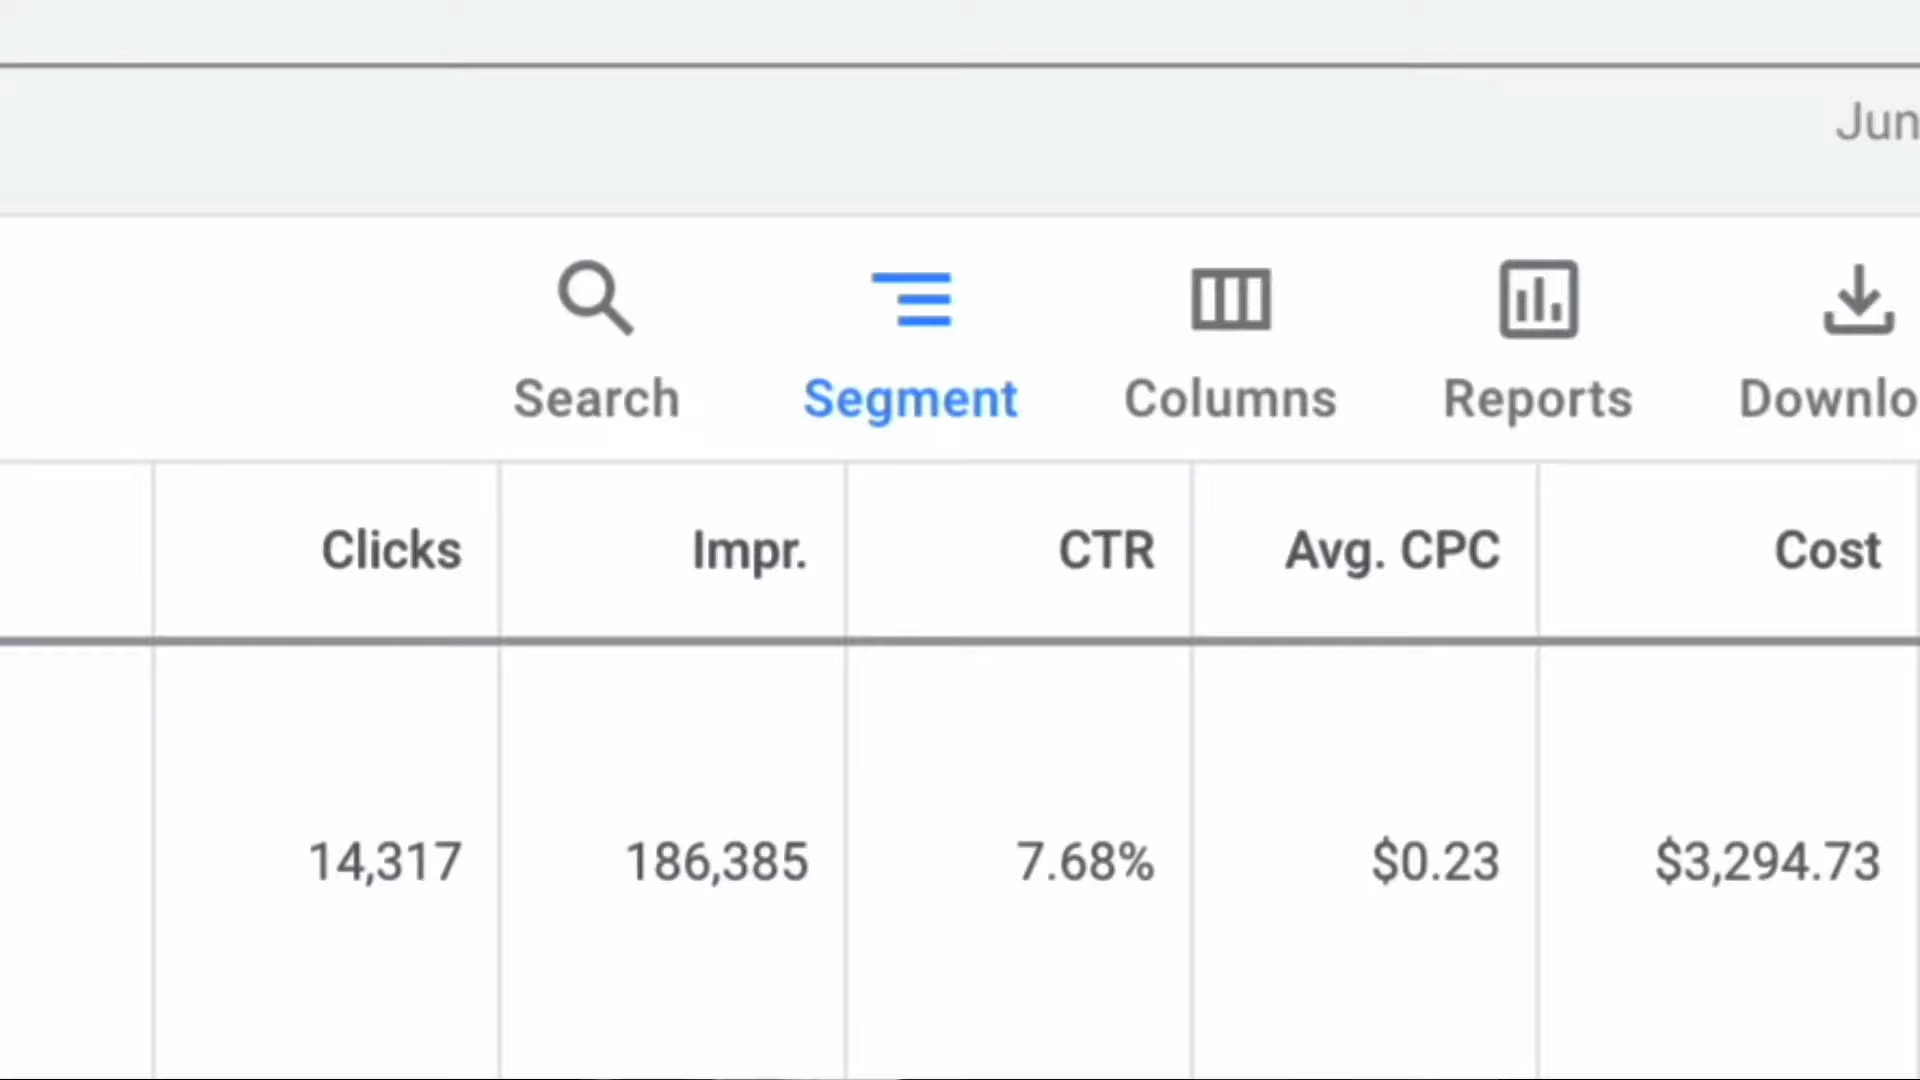 Jun
Search Segment Columns Reports Downlo
Clicks Impr. CTR Avg. CPC Cost
14,317 186,385 7.68% $0.23 $3,294.73